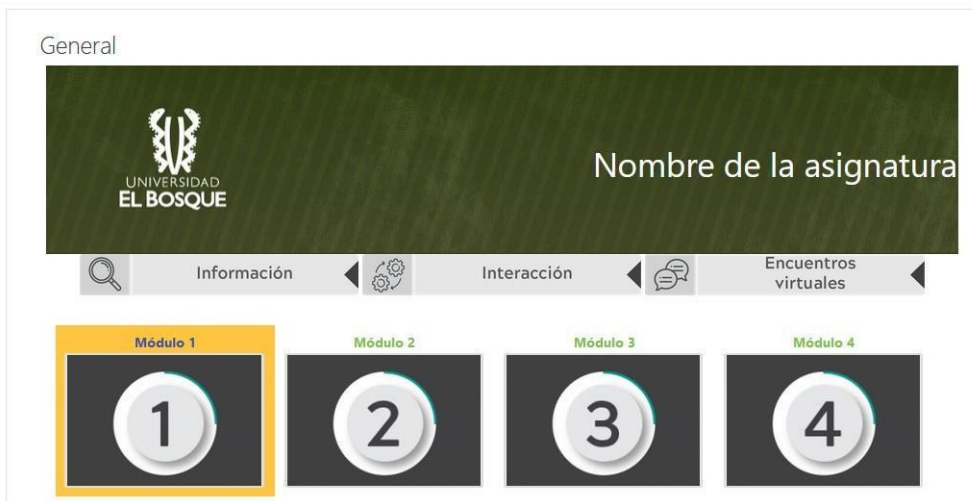 General
UNIVERSIDAD
EL BOSQUE
Nombre de la asignatura
Información
Interacción
Encuentros
virtuales
Módulo 1
Módulo 2
Módulo 3
Módulo 4
1
2
3
4